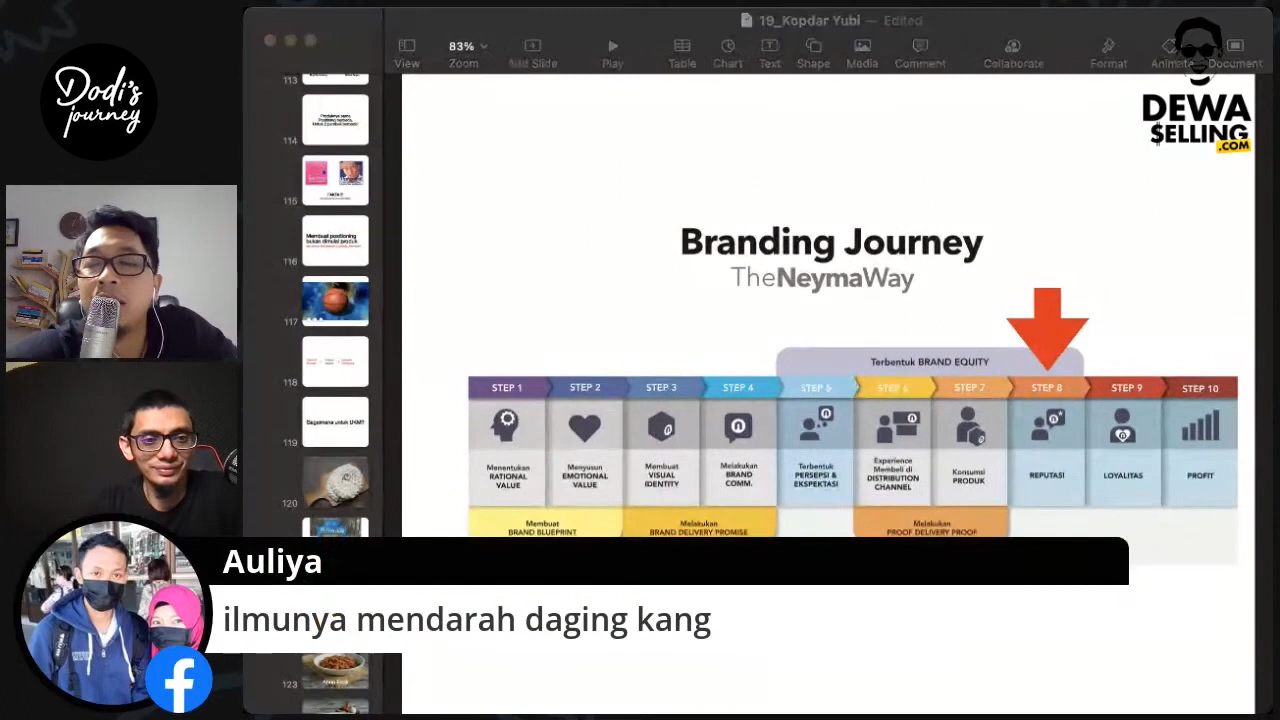 Dodi's
journey
19_Kopdar Yubi — Edited
83%
View
Zoom
Add Slide
Play
Table
Chart
Text
Shape
Media
Comment
Collaborate
Format
Animate
Document
DEWA
$ELLING
.COM
113
114
115
116
Membuat positioning
bukan dimulai produk
117
118
119
Bagaimana untuk UKM?
120
123
Branding Journey
TheNeymaWay
Terbentuk BRAND EQUITY
STEP 1
STEP 2
STEP 3
STEP 4
STEP 5
STEP 6
STEP 7
STEP 8
STEP 9
STEP 10
Menentukan
RATIONAL
VALUE
Menyusun
EMOTIONAL
VALUE
Membuat
VISUAL
IDENTITY
Melakukan
BRAND
COMM.
Terbentuk
PERSEPSI &
EKSPEKTASI
Experience
Membeli di
DISTRIBUTION
CHANNEL
Konsumsi
PRODUK
REPUTASI
LOYALITAS
PROFIT
Membuat
BRAND BLUEPRINT
Melakukan
BRAND DELIVERY PROMISE
Melakukan
PROOF DELIVERY PROOF
Auliya
ilmunya mendarah daging kang